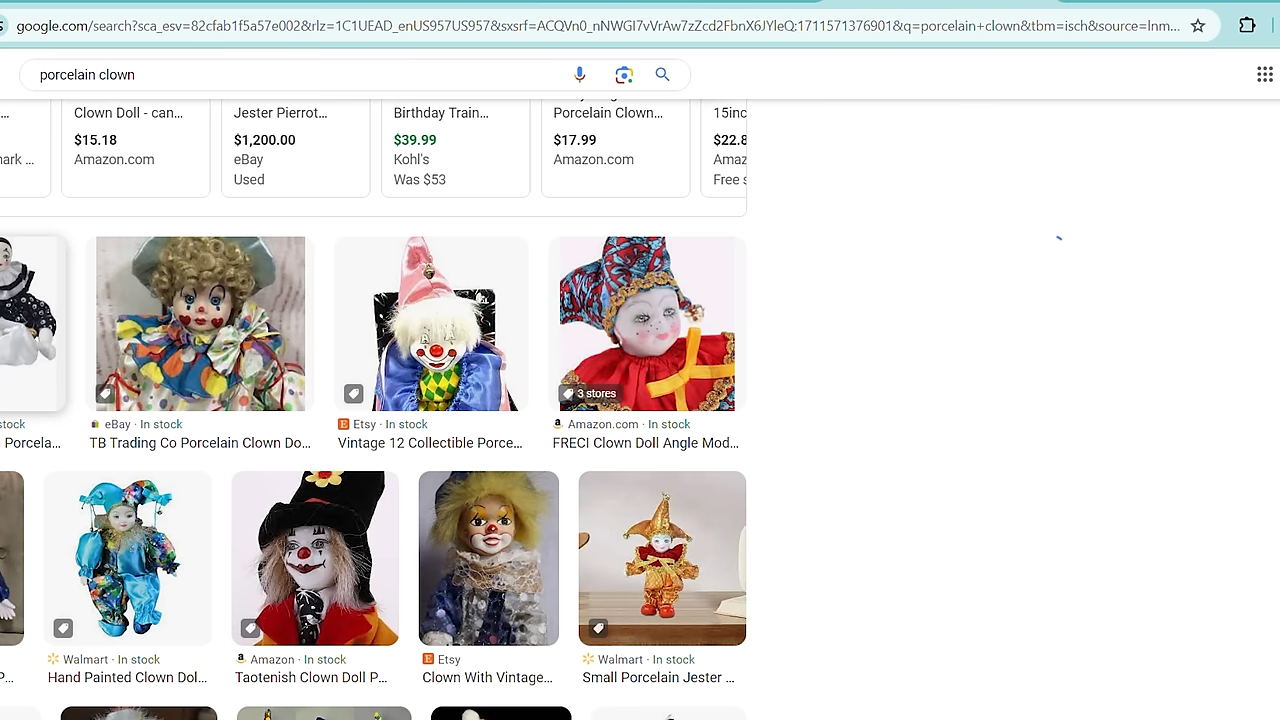 google.com/search?sca_esv=82cfab1f5a57e002&rlz=1C1UEAD_enUS957US957&sxsrf=ACQVn0_nNWGI7vVrAw7zZcd2FbnX6JYleQ:1711571376901&q=porcelain+clown&tbm=isch&source=lnm...
porcelain clown
Clown Doll - can...
Jester Pierrot...
Birthday Train...
Porcelain Clown...
15inc
$15.18
$1,200.00
$39.99
$17.99
$22.8
Amazon.com
eBay
Kohl's
Amazon.com
Amaz
Used
Was $53
Free s
3 stores
eBay · In stock
Etsy · In stock
Amazon.com · In stock
Porcela...
TB Trading Co Porcelain Clown Do...
Vintage 12 Collectible Porce...
FRECI Clown Doll Angle Mod...
Walmart · In stock
Amazon · In stock
Etsy
Walmart · In stock
P...
Hand Painted Clown Dol...
Taotenish Clown Doll P...
Clown With Vintage...
Small Porcelain Jester ...